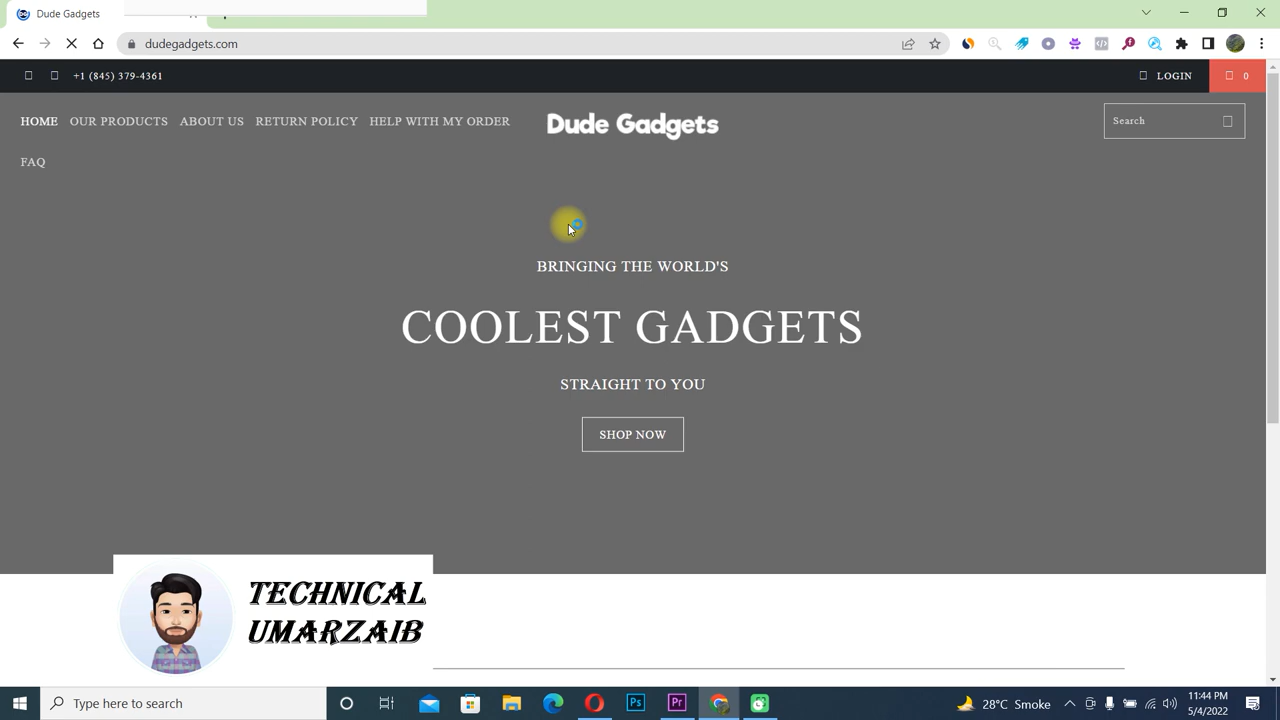 Dude Gadgets
dudegadgets.com
+1 (845) 379-4361
LOGIN
0
HOME OUR PRODUCTS ABOUT US RETURN POLICY HELP WITH MY ORDER
FAQ
Dude Gadgets
Search
BRINGING THE WORLD'S
COOLEST GADGETS
STRAIGHT TO YOU
SHOP NOW
TECHNICAL
UMARZAIB
Type here to search
Ps
Pr
28°C Smoke
11:44 PM
5/4/2022